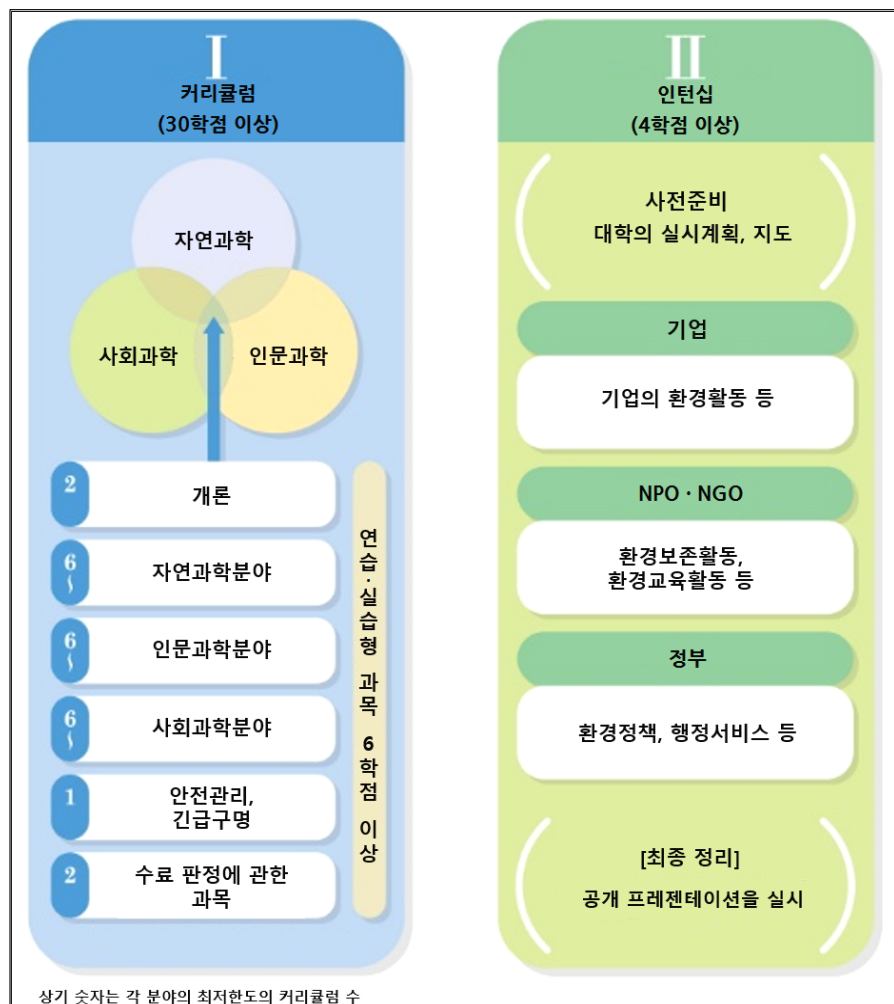 I
커리큘럼
(30학점 이상)
자연과학
사회과학
인문과학
2
개론
6~
자연과학분야
6~
인문과학분야
6~
사회과학분야
1
안전관리,
긴급구명
2
수료 판정에 관한
과목
연습·실습형 과목 6학점 이상
상기 숫자는 각 분야의 최저한도의 커리큘럼 수
II
인턴십
(4학점 이상)
사전준비
대학의 실시계획, 지도
기업
기업의 환경활동 등
NPO · NGO
환경보존활동,
환경교육활동 등
정부
환경정책, 행정서비스 등
[최종 정리]
공개 프레젠테이션을 실시